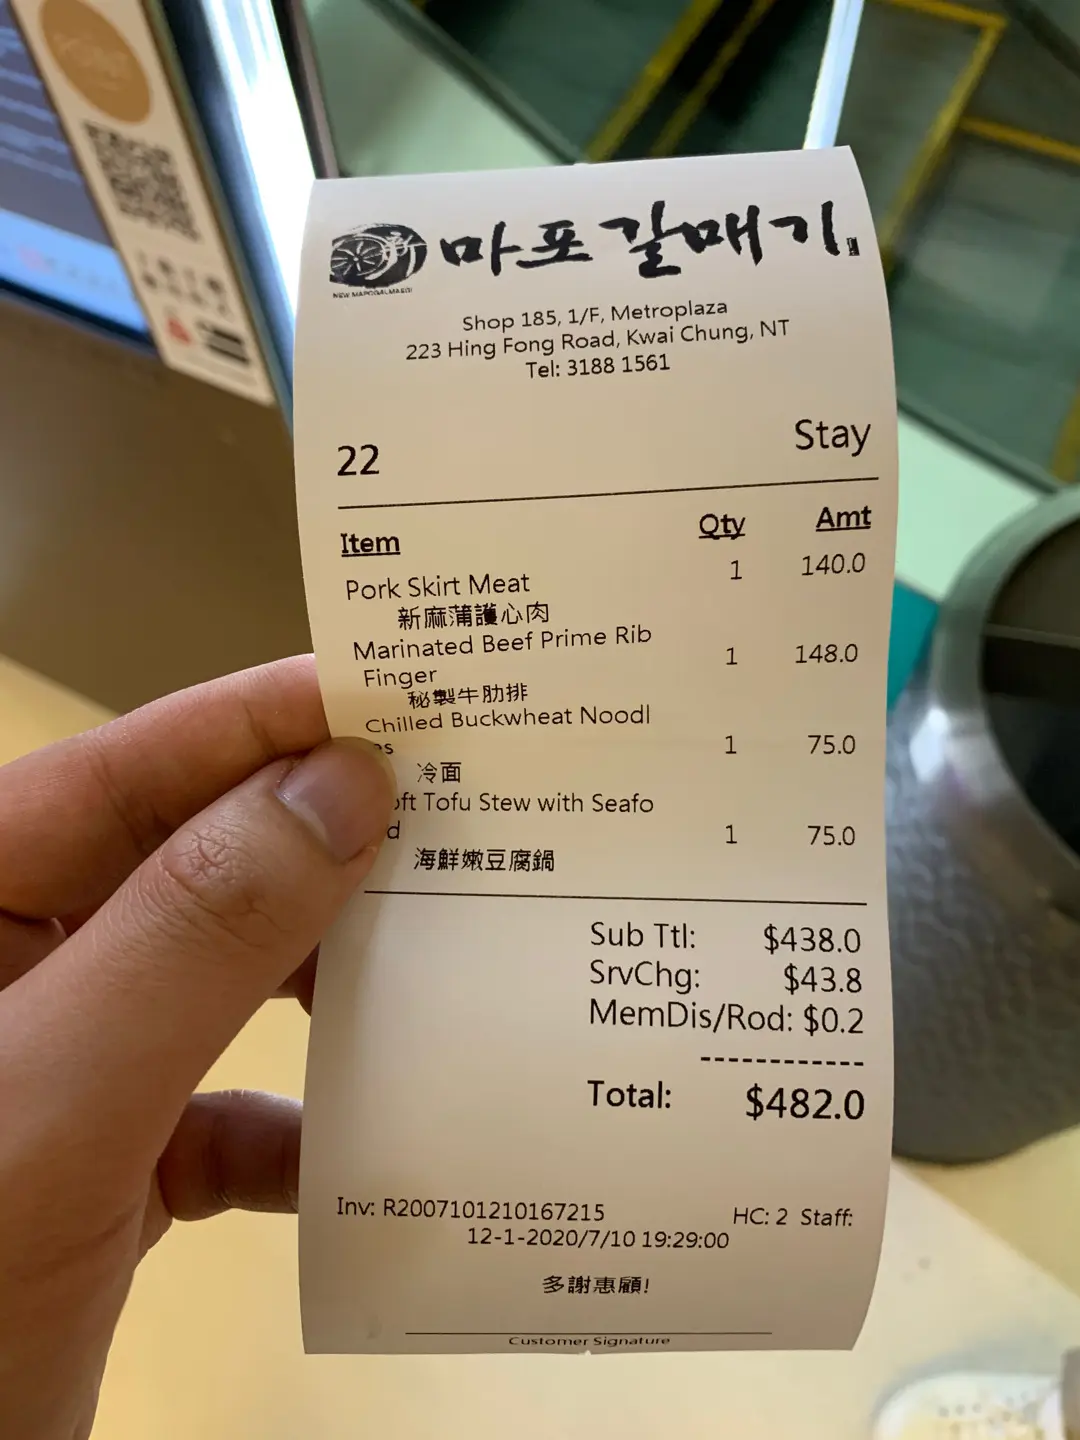 新 마포갈매기
NEW MAPOGALMAEGI
Shop 185, 1/F, Metroplaza
223 Hing Fong Road, Kwai Chung, NT
Tel: 3188 1561
22 Stay
Item Qty Amt
Pork Skirt Meat 1 140.0
新麻蒲護心肉
Marinated Beef Prime Rib
Finger 1 148.0
秘製牛肋排
Chilled Buckwheat Noodl
es 1 75.0
冷面
oft Tofu Stew with Seafo
d 1 75.0
海鮮嫩豆腐鍋
Sub Ttl: $438.0
SrvChg: $43.8
MemDis/Rod: $0.2
------------
Total: $482.0
Inv: R2007101210167215 HC: 2 Staff:
12-1-2020/7/10 19:29:00
多謝惠顧!
Customer Signature